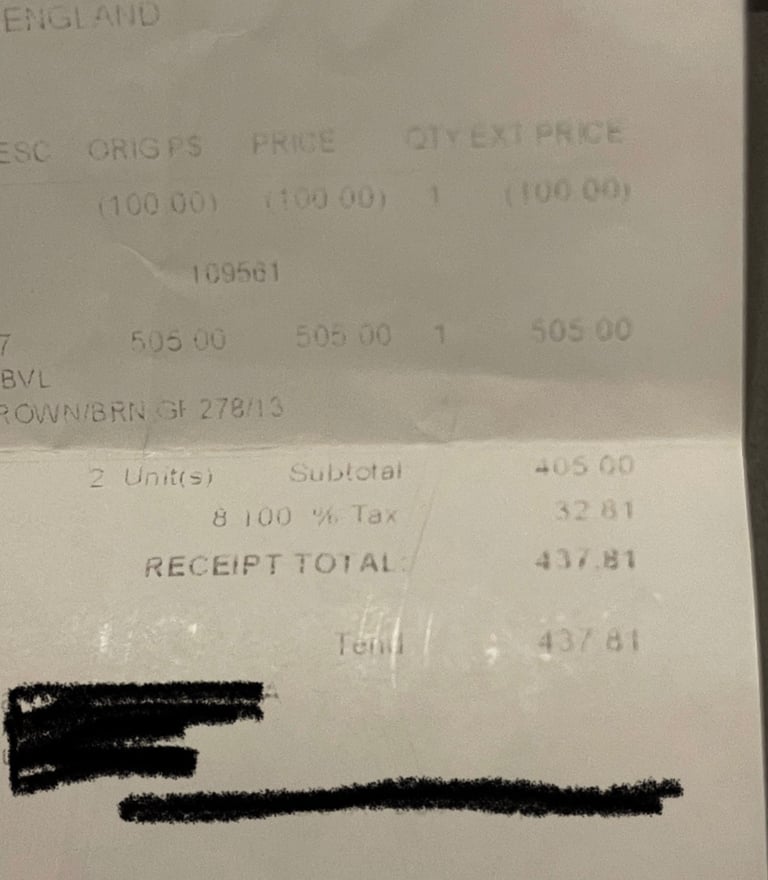 ENGLAND
ESC ORIG P$ PRICE QTY EXT PRICE
(100.00) (100.00) 1 (100.00)
109561
7 505.00 505.00 1 505.00
BVL
ROWN/BRN GF 278/13
2 Unit(s) Subtotal 405.00
8.100 % Tax 32.81
RECEIPT TOTAL: 437.81
Tend 437.81